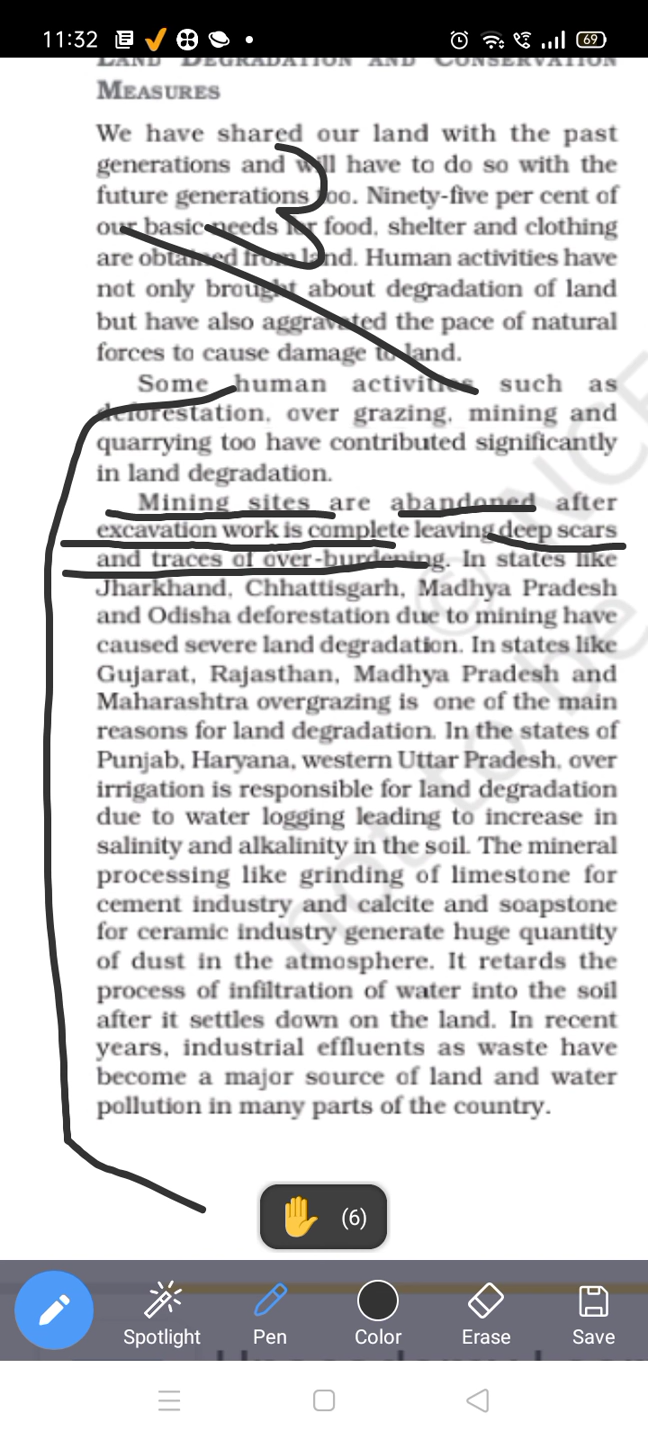 11:32
69
LAND DEGRADATION AND CONSERVATION
MEASURES
We have shared our land with the past
generations and will have to do so with the
future generations too. Ninety-five per cent of
our basic needs for food, shelter and clothing
are obtained from land. Human activities have
not only brought about degradation of land
but have also aggravated the pace of natural
forces to cause damage to land.
Some human activities such as
deforestation, over grazing, mining and
quarrying too have contributed significantly
in land degradation.
Mining sites are abandoned after
excavation work is complete leaving deep scars
and traces of over-burdening. In states like
Jharkhand, Chhattisgarh, Madhya Pradesh
and Odisha deforestation due to mining have
caused severe land degradation. In states like
Gujarat, Rajasthan, Madhya Pradesh and
Maharashtra overgrazing is one of the main
reasons for land degradation. In the states of
Punjab, Haryana, western Uttar Pradesh, over
irrigation is responsible for land degradation
due to water logging leading to increase in
salinity and alkalinity in the soil. The mineral
processing like grinding of limestone for
cement industry and calcite and soapstone
for ceramic industry generate huge quantity
of dust in the atmosphere. It retards the
process of infiltration of water into the soil
after it settles down on the land. In recent
years, industrial effluents as waste have
become a major source of land and water
pollution in many parts of the country.
(6)
Spotlight Pen Color Erase Save